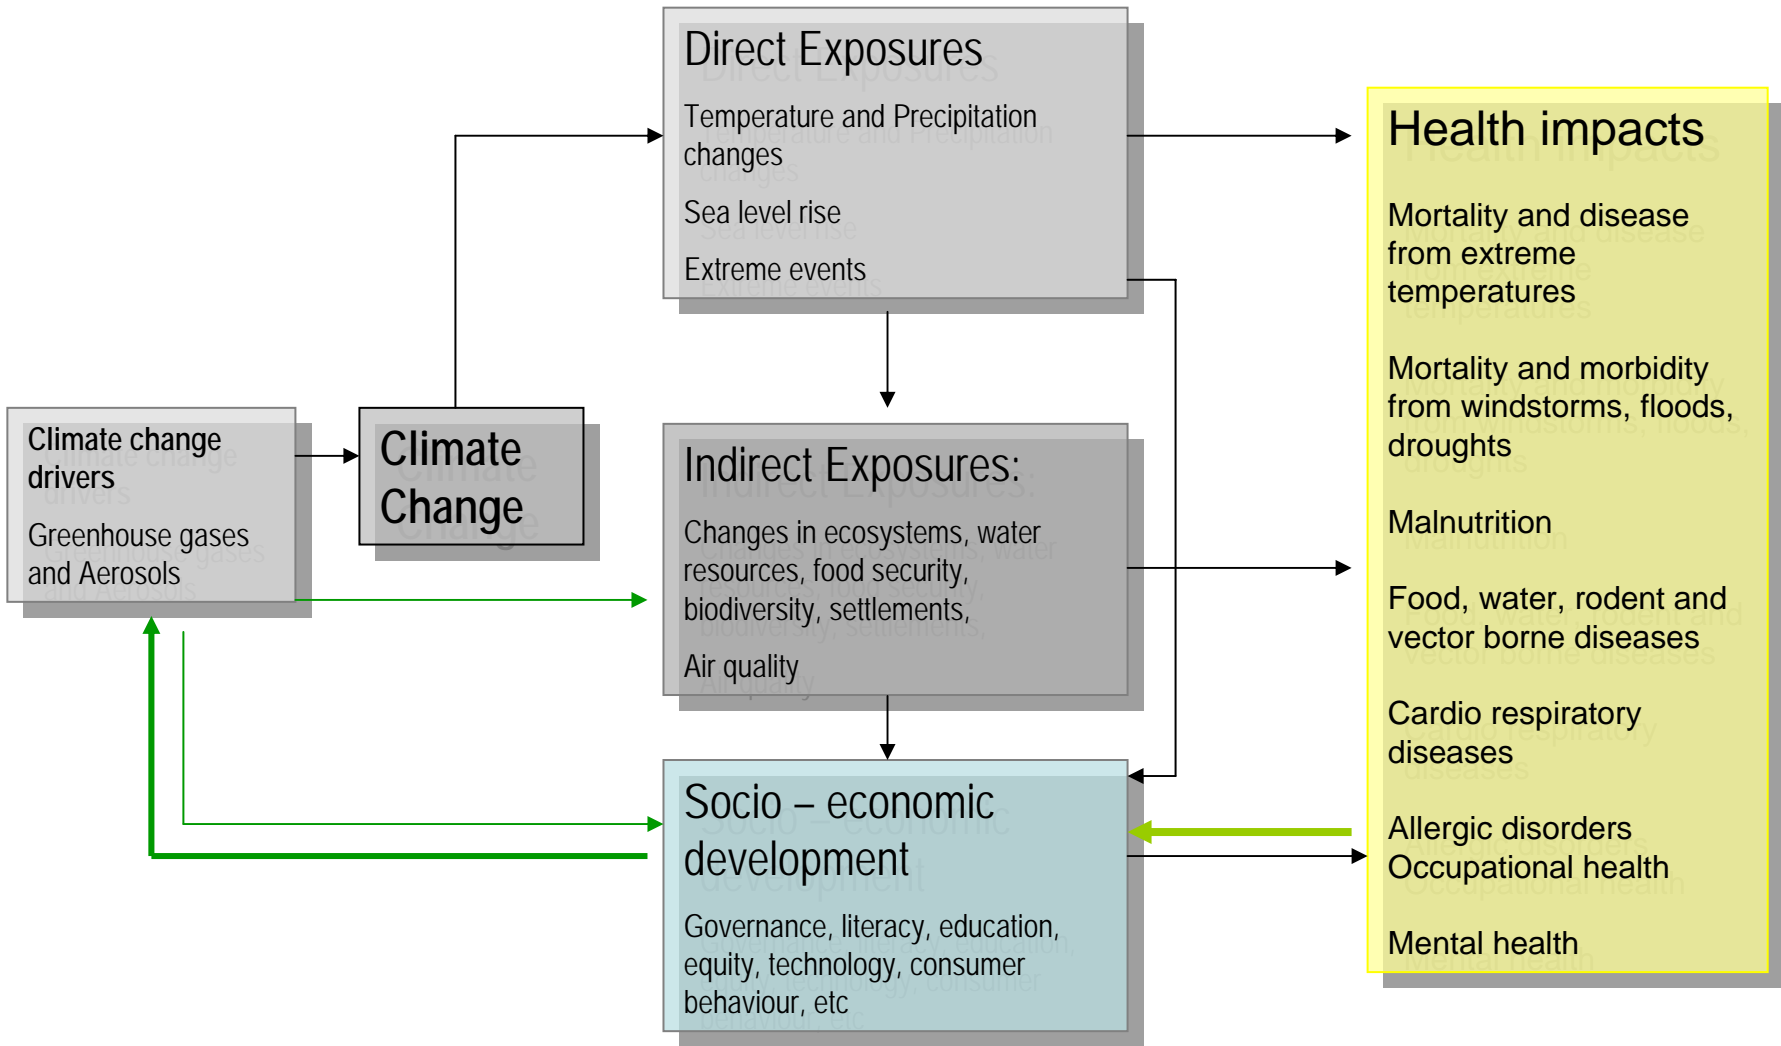 Direct Exposures
Temperature and Precipitation
changes
Sea level rise
Extreme events
Climate change
drivers
Greenhouse gases
and Aerosols
Climate
Change
Indirect Exposures:
Changes in ecosystems, water
resources, food security,
biodiversity, settlements,
Air quality
Socio – economic
development
Governance, literacy, education,
equity, technology, consumer
behaviour, etc
Health impacts
Mortality and disease
from extreme
temperatures
Mortality and morbidity
from windstorms, floods,
droughts
Malnutrition
Food, water, rodent and
vector borne diseases
Cardio respiratory
diseases
Allergic disorders
Occupational health
Mental health